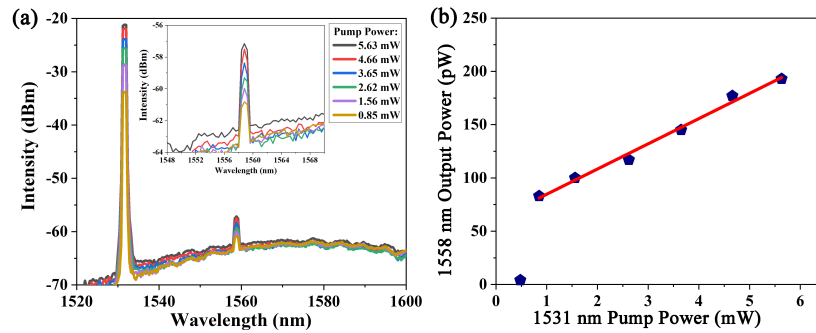 (a)
Intensity (dBm)
-20
-30
-40
-50
-60
-70
1520
1540
1560
1580
1600
Wavelength (nm)
Intensity (dBm)
-56
-58
-60
-62
-64
1548
1552
1556
1560
1564
1568
Wavelength (nm)
Pump Power:
5.63 mW
4.66 mW
3.65 mW
2.62 mW
1.56 mW
0.85 mW
(b)
1558 nm Output Power (pW)
250
200
150
100
50
0
0
1
2
3
4
5
6
1531 nm Pump Power (mW)